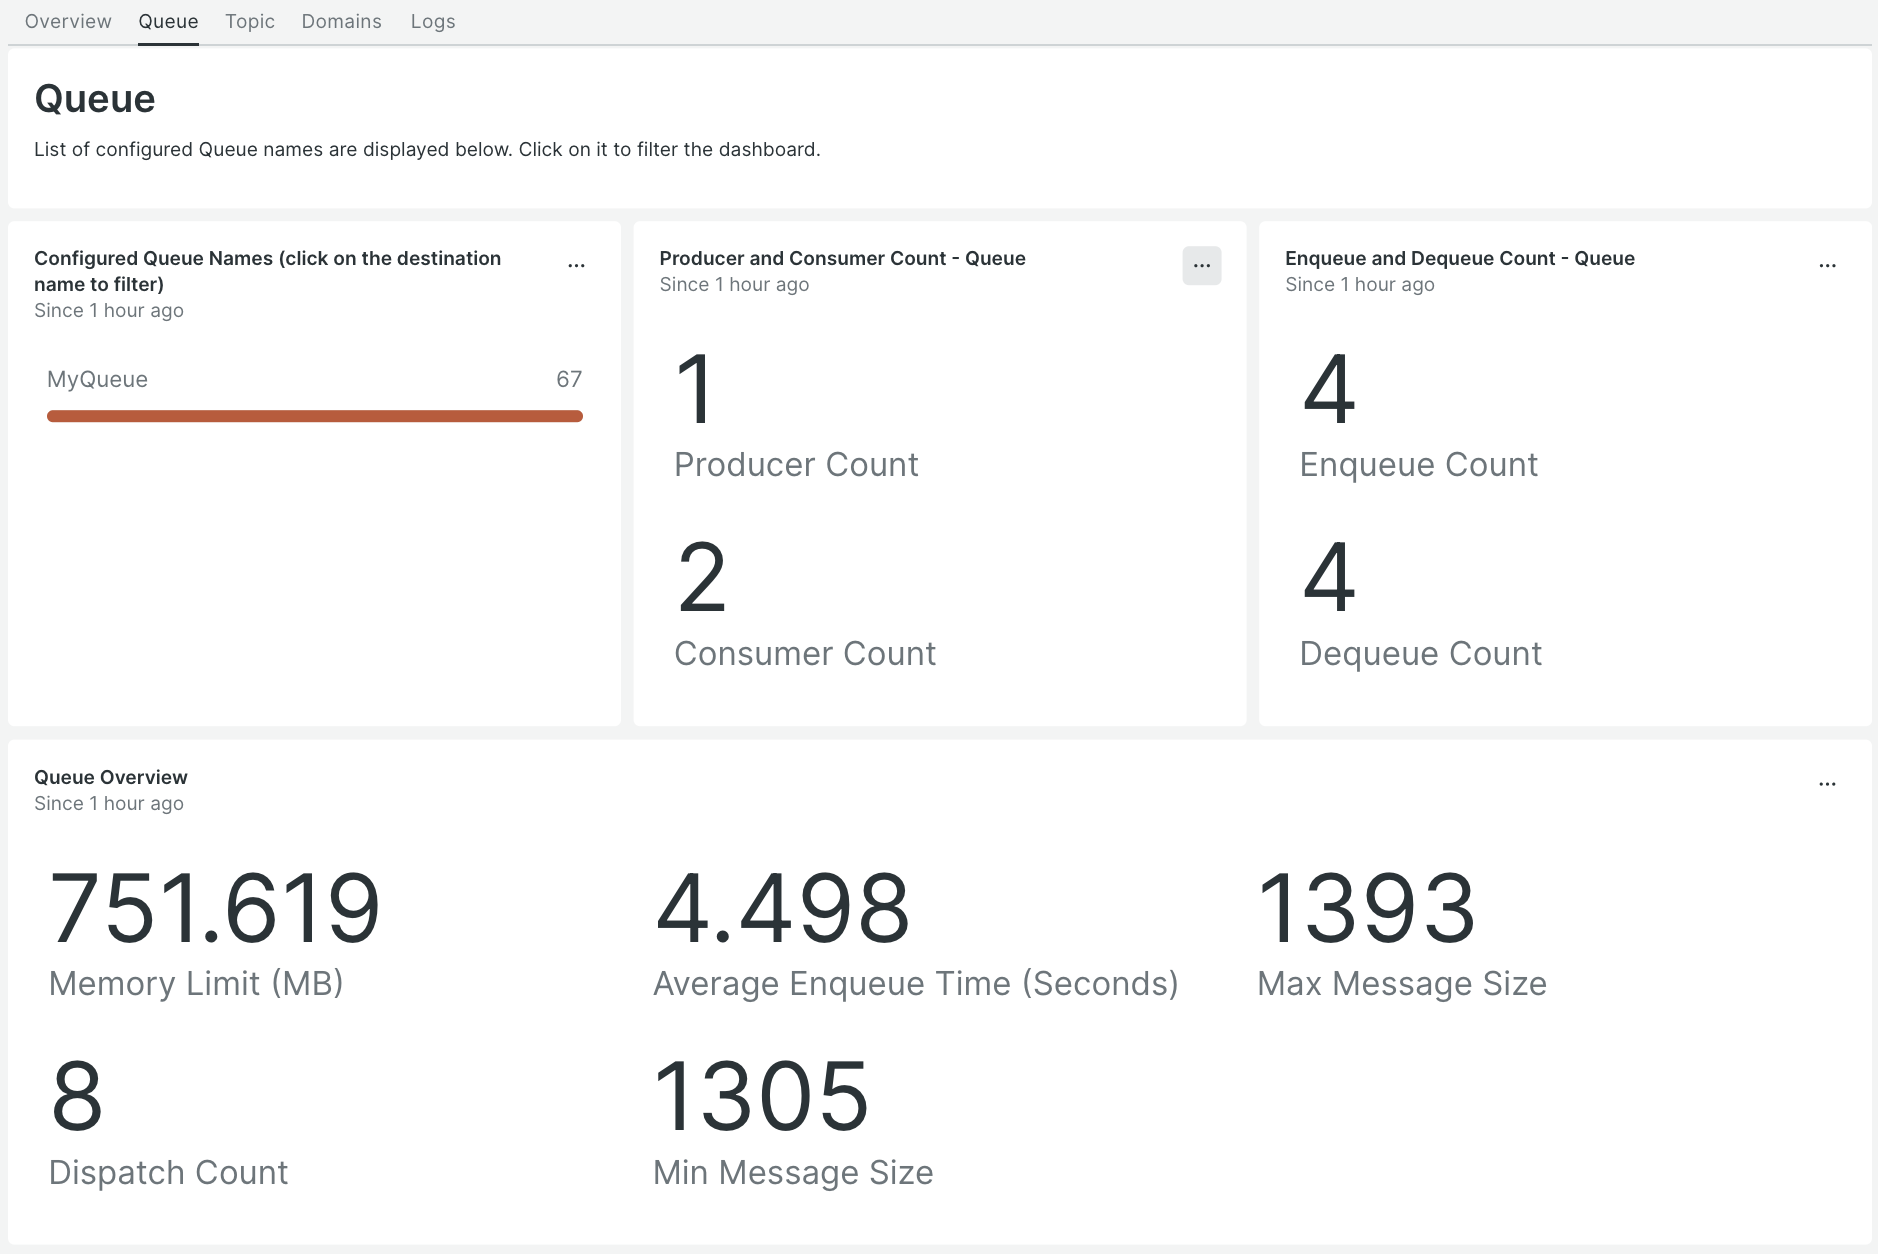 Overview Queue Topic Domains Logs
Queue
List of configured Queue names are displayed below. Click on it to filter the dashboard.
Configured Queue Names (click on the destination
name to filter)
Since 1 hour ago
MyQueue 67
Producer and Consumer Count - Queue
Since 1 hour ago
1
Producer Count
2
Consumer Count
Enqueue and Dequeue Count - Queue
Since 1 hour ago
4
Enqueue Count
4
Dequeue Count
Queue Overview
Since 1 hour ago
751.619
Memory Limit (MB)
4.498
Average Enqueue Time (Seconds)
1393
Max Message Size
8
Dispatch Count
1305
Min Message Size